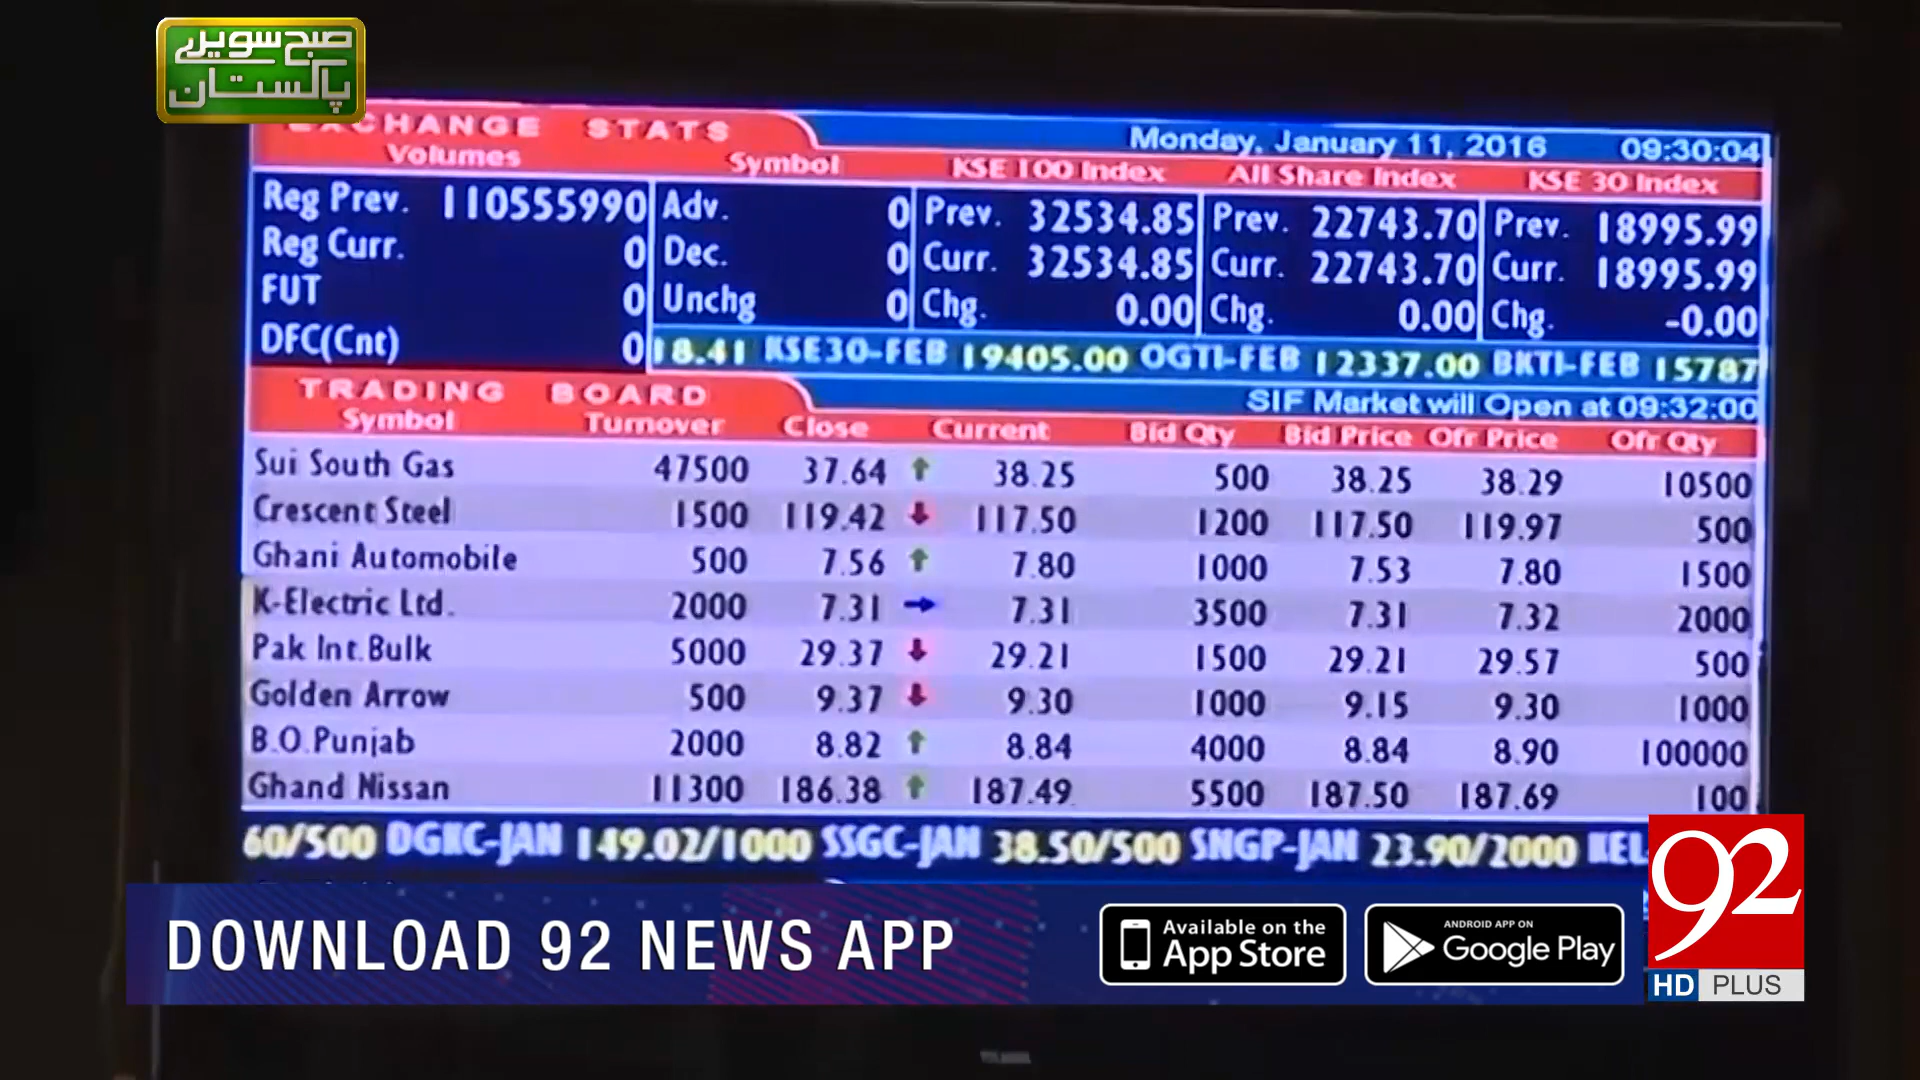 صبح سویرے
پاکستان
EXCHANGE STATS Monday, January 11, 2016 09:30:04
Volumes Symbol KSE 100 Index All Share Index KSE 30 Index
Reg Prev. 110555990 Adv. 0 Prev. 32534.85 Prev. 22743.70 Prev. 18995.99
Reg Curr. 0 Dec. 0 Curr. 32534.85 Curr. 22743.70 Curr. 18995.99
FUT 0 Unchg 0 Chg. 0.00 Chg. 0.00 Chg. -0.00
DFC(Cnt) 0 18.41 KSE30-FEB 19405.00 OGTI-FEB 12337.00 BKTI-FEB 15787
TRADING BOARD SIF Market will Open at 09:32:00
Symbol Turnover Close Current Bid Qty Bid Price Ofr Price Ofr Qty
Sui South Gas 47500 37.64 ↑ 38.25 500 38.25 38.29 10500
Crescent Steel 1500 119.42 ↓ 117.50 1200 117.50 119.97 500
Ghani Automobile 500 7.56 ↑ 7.80 1000 7.53 7.80 1500
K-Electric Ltd. 2000 7.31 → 7.31 3500 7.31 7.32 2000
Pak Int.Bulk 5000 29.37 ↓ 29.21 1500 29.21 29.57 500
Golden Arrow 500 9.37 ↓ 9.30 1000 9.15 9.30 1000
B.O.Punjab 2000 8.82 ↑ 8.84 4000 8.84 8.90 100000
Ghand Nissan 11300 186.38 ↑ 187.49 5500 187.50 187.69 100
60/500 DGKC-JAN 149.02/1000 SSGC-JAN 38.50/500 SNGP-JAN 23.90/2000 KEL-
DOWNLOAD 92 NEWS APP
Available on the
App Store
ANDROID APP ON
Google Play
92
HD PLUS